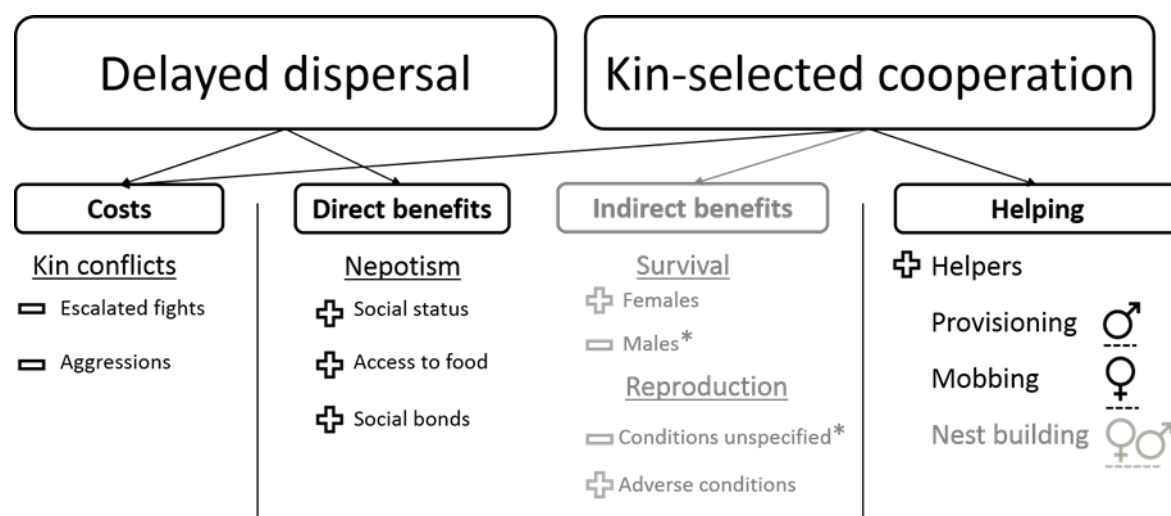 Delayed dispersal
Kin-selected cooperation
Costs
Kin conflicts
Escalated fights
Aggressions
Direct benefits
Nepotism
Social status
Access to food
Social bonds
Indirect benefits
Survival
Females
Males*
Reproduction
Conditions unspecified*
Adverse conditions
Helping
Helpers
Provisioning ♂
Mobbing ♀
Nest building ♀♂